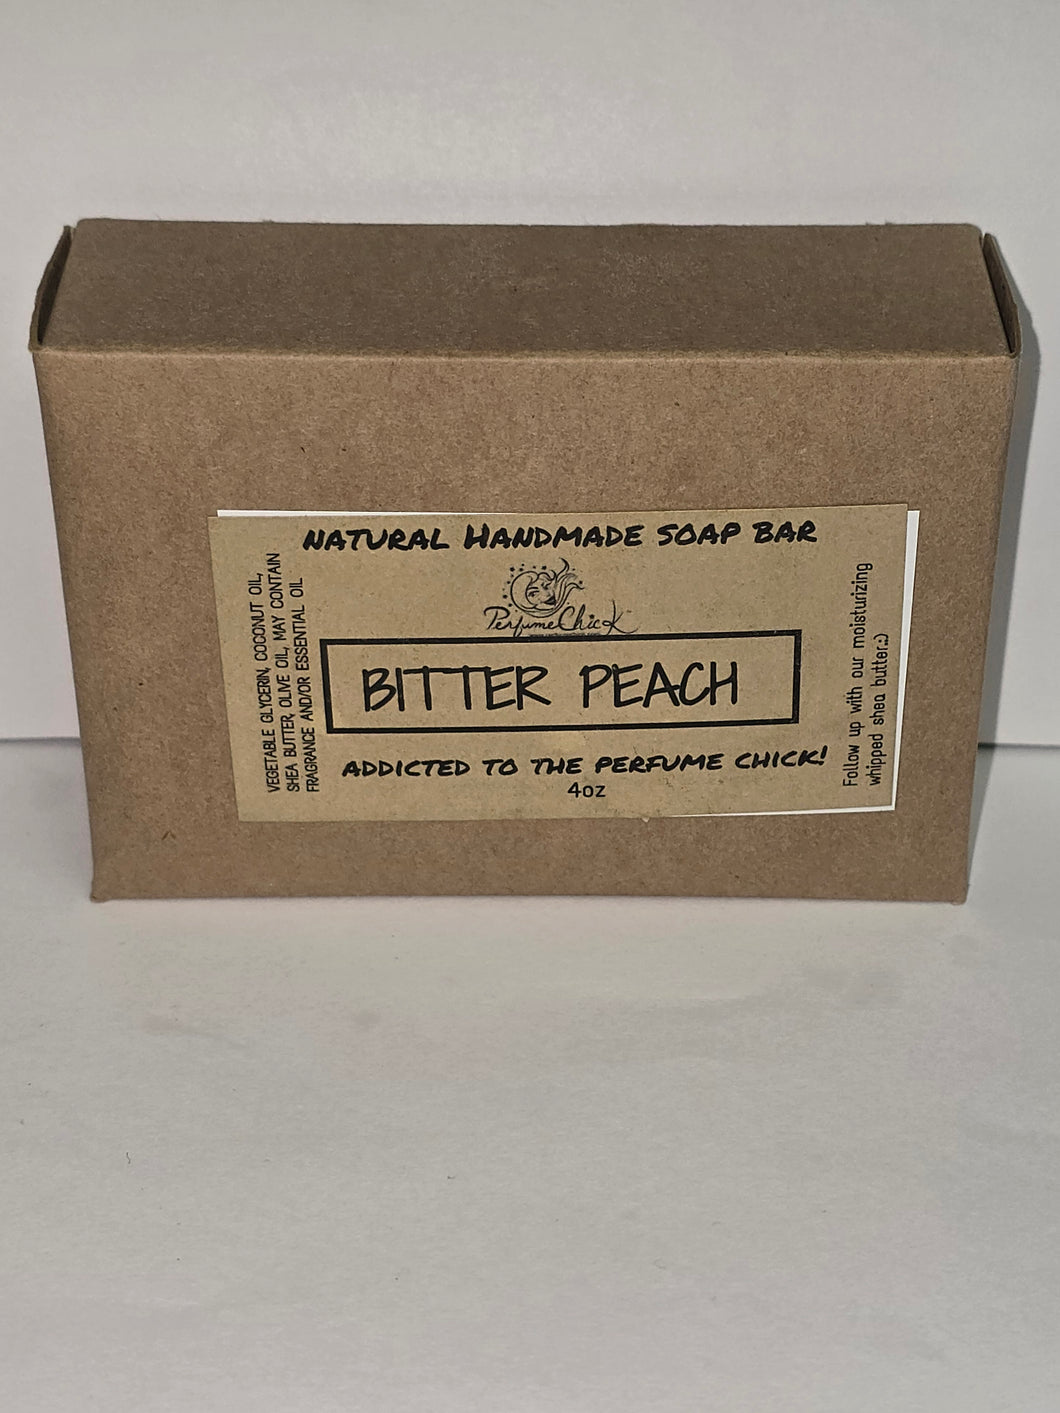 NATURAL HANDMADE SOAP BAR
PerfumeChick
BITTER PEACH
ADDICTED TO THE PERFUME CHICK!
4oz
VEGETABLE GLYCERIN, COCONUT OIL,
SHEA BUTTER, OLIVE OIL, MAY CONTAIN
FRAGRANCE AND/OR ESSENTIAL OIL
Follow up with our moisturizing
whipped shea butter:)